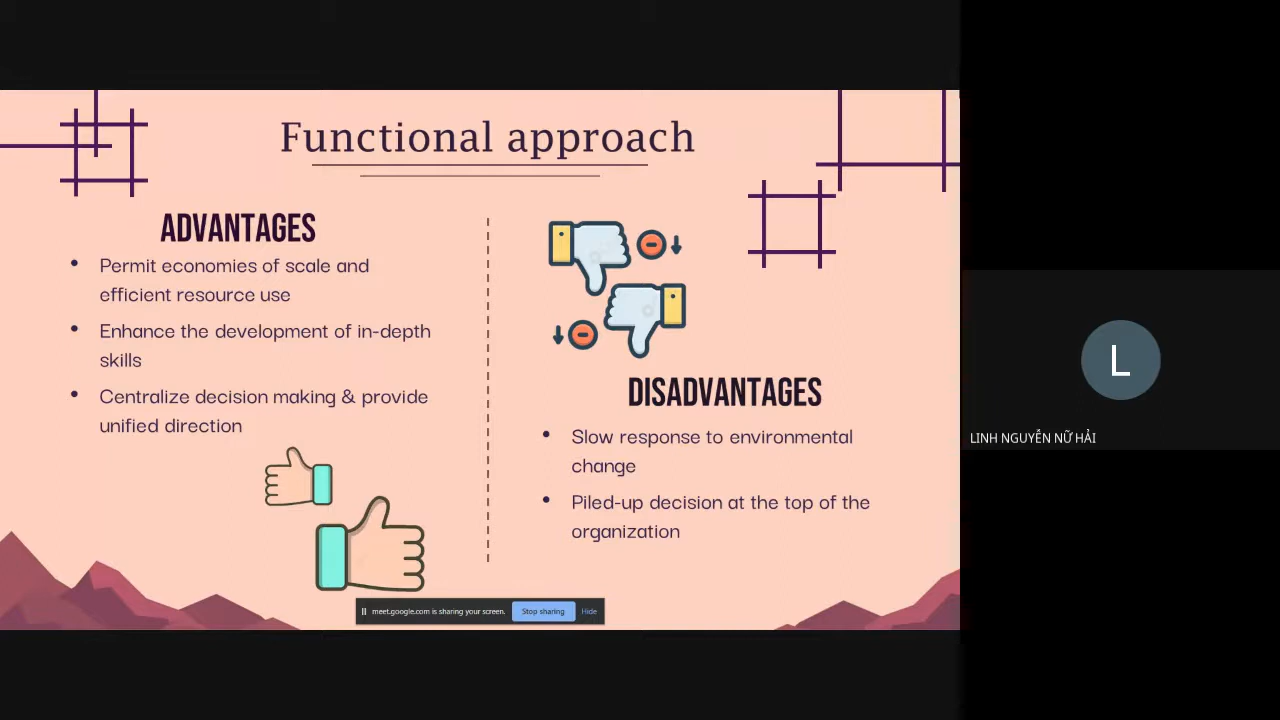 Functional approach
ADVANTAGES
• Permit economies of scale and
efficient resource use
• Enhance the development of in-depth
skills
• Centralize decision making & provide
unified direction
DISADVANTAGES
• Slow response to environmental
change
• Piled-up decision at the top of the
organization
meet.google.com is sharing your screen. Stop sharing Hide
L
LINH NGUYỄN NỮ HẢI